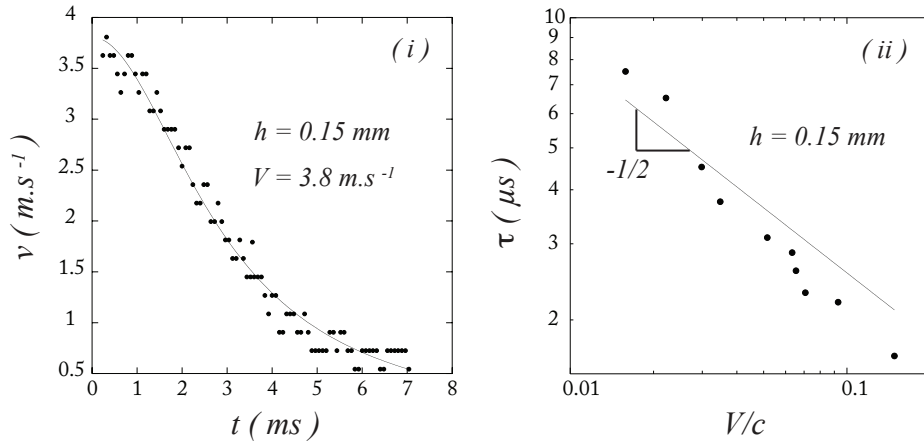 4
3.5
3
2.5
2
1.5
1
0.5
0 1 2 3 4 5 6 7 8
v ( m.s -1 )
t ( ms )
( i )
h = 0.15 mm
V = 3.8 m.s -1
10
9
8
7
6
5
4
3
2
0.01 0.1
τ ( μs )
V/c
( ii )
h = 0.15 mm
-1/2